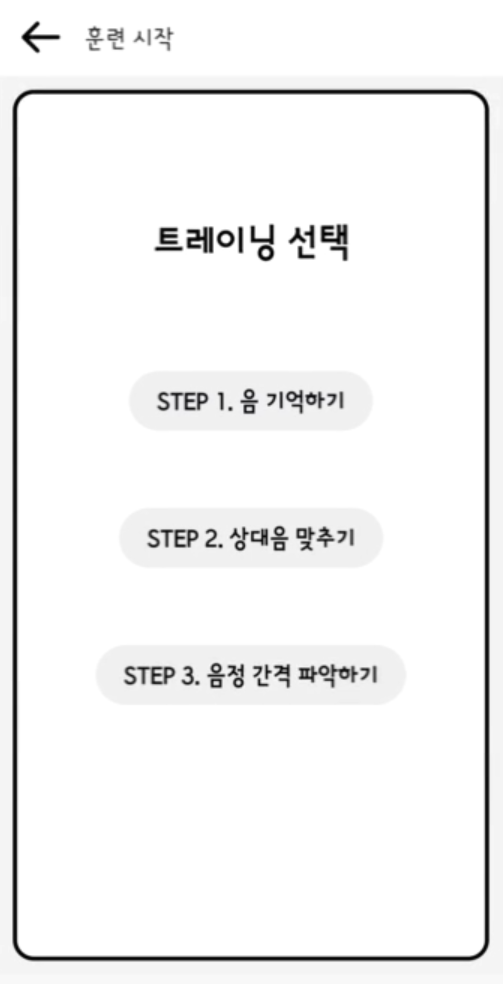 훈련 시작
트레이닝 선택
STEP 1. 음 기억하기
STEP 2. 상대음 맞추기
STEP 3. 음정 간격 파악하기